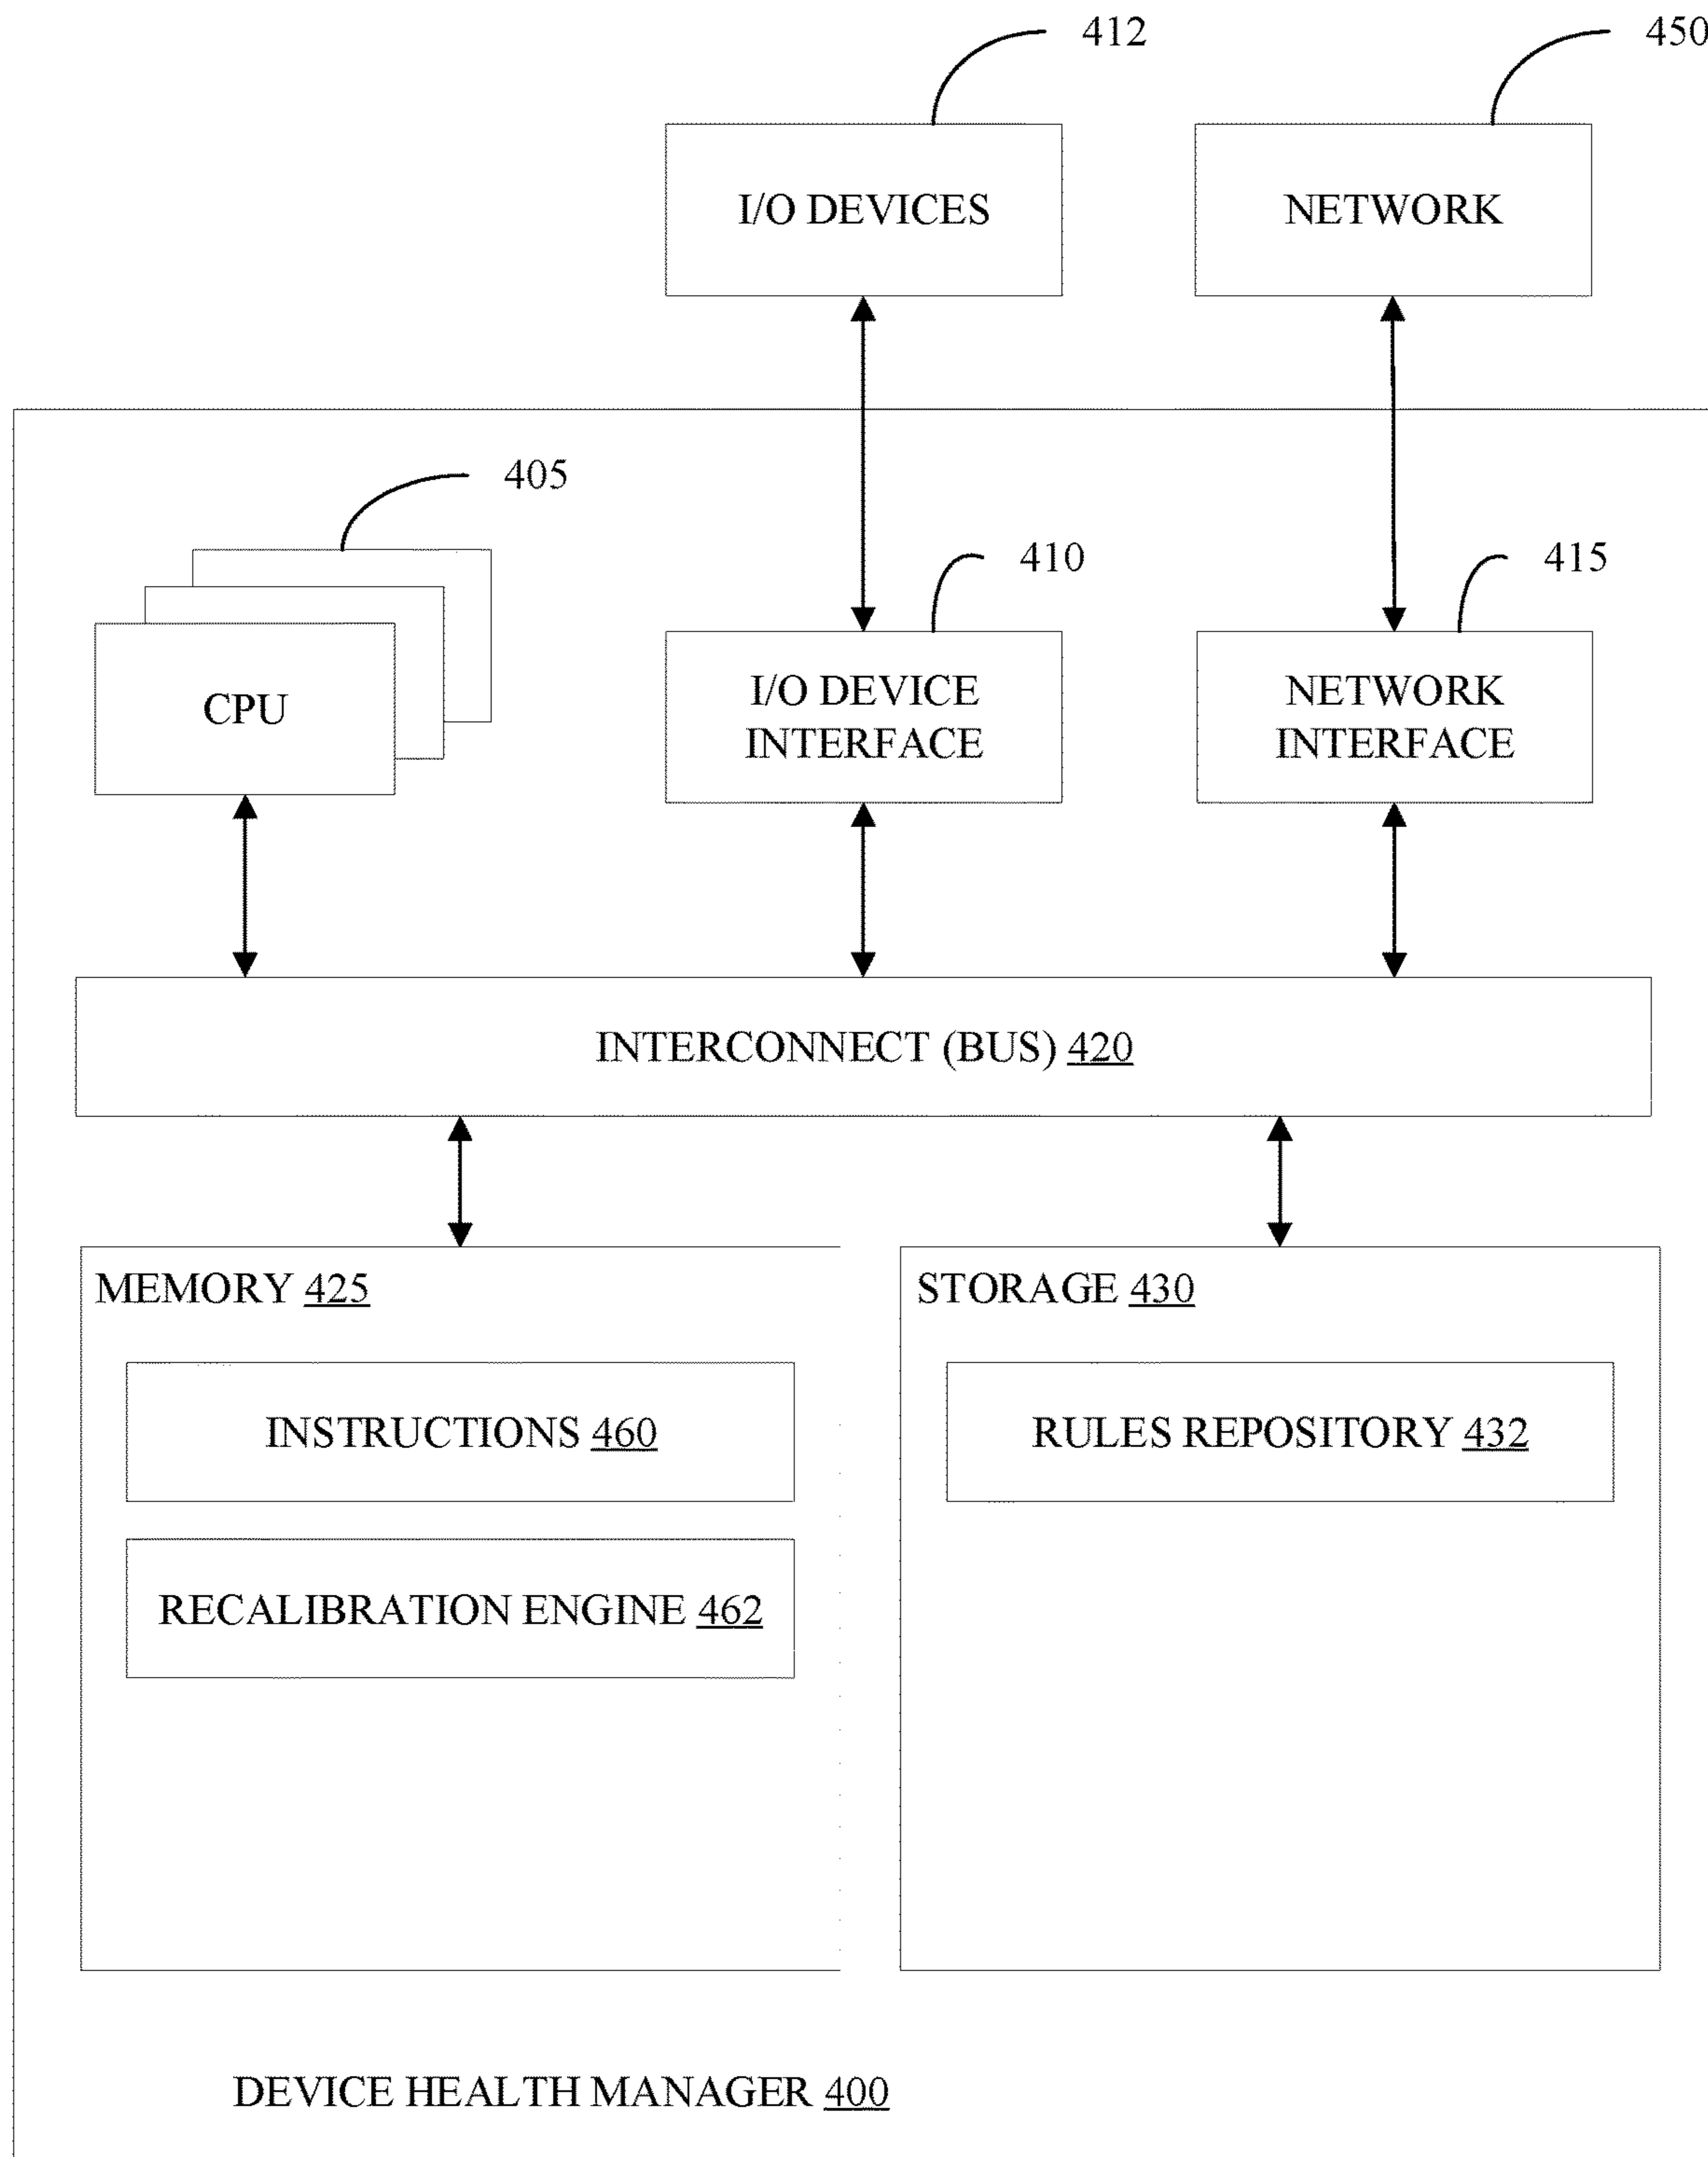 412
450
I/O DEVICES
NETWORK
405
410
415
CPU
I/O DEVICE
INTERFACE
NETWORK
INTERFACE
INTERCONNECT (BUS) 420
MEMORY 425
STORAGE 430
INSTRUCTIONS 460
RULES REPOSITORY 432
RECALIBRATION ENGINE 462
DEVICE HEALTH MANAGER 400